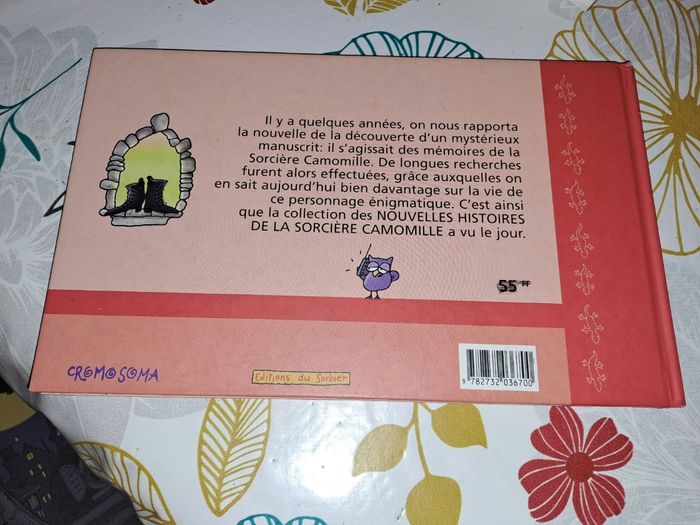 Il y a quelques années, on nous rapporta
la nouvelle de la découverte d'un mystérieux
manuscrit: il s'agissait des mémoires de la
Sorcière Camomille. De longues recherches
furent alors effectuées, grâce auxquelles on
en sait aujourd'hui bien davantage sur la vie de
ce personnage énigmatique. C'est ainsi
que la collection des NOUVELLES HISTOIRES
DE LA SORCIÈRE CAMOMILLE a vu le jour.
55 FF
CROMOSOMA
Editions du Sorbier
9 782732 036700